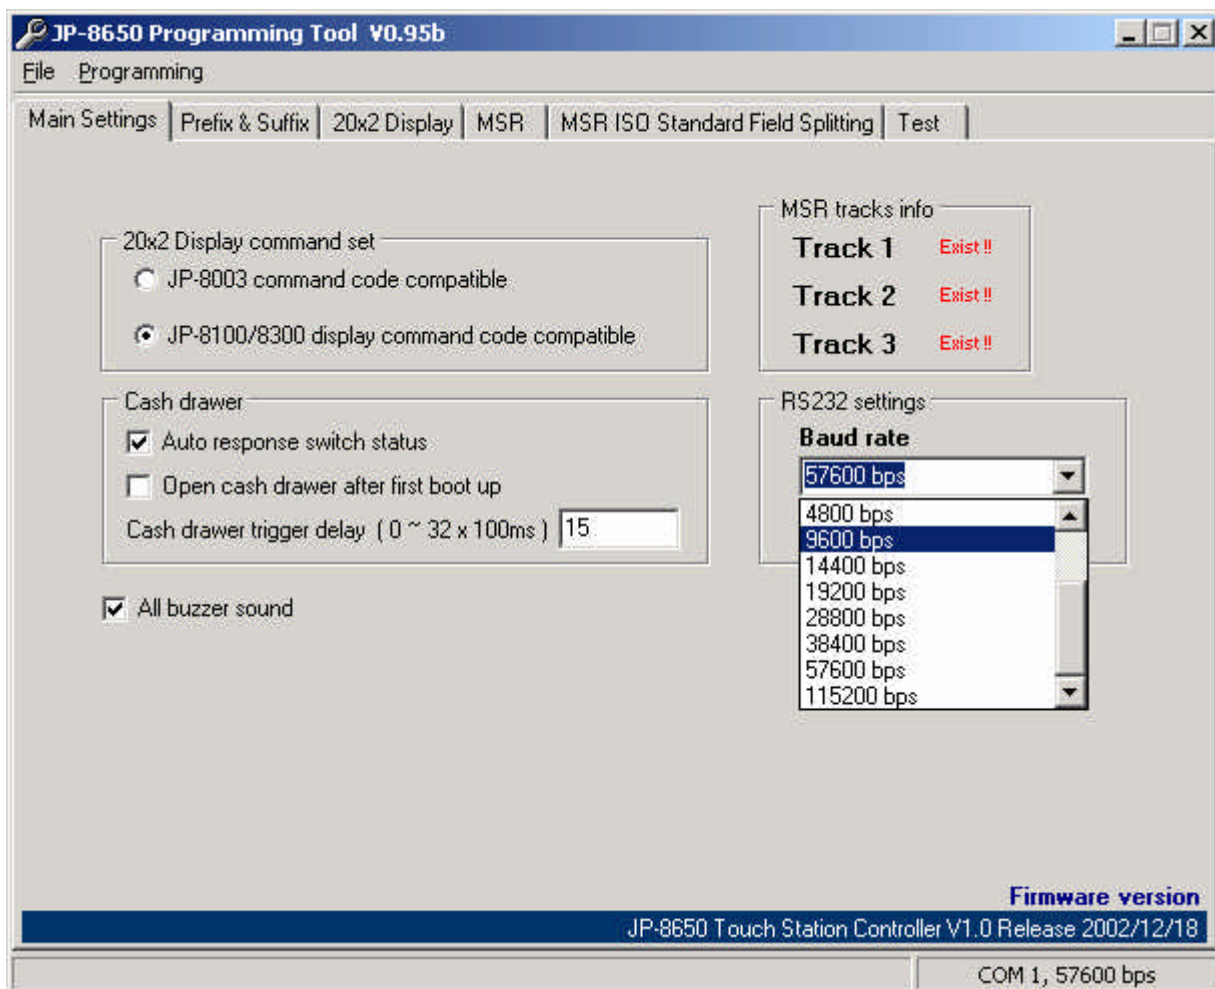 JP-8650 Programming Tool V0.95b
File Programming
Main Settings Prefix & Suffix 20x2 Display MSR MSR ISO Standard Field Splitting Test
20x2 Display command set
JP-8003 command code compatible
JP-8100/8300 display command code compatible
MSR tracks info
Track 1 Exist !!
Track 2 Exist !!
Track 3 Exist !!
Cash drawer
Auto response switch status
Open cash drawer after first boot up
Cash drawer trigger delay ( 0 ~ 32 x 100ms ) 15
All buzzer sound
RS232 settings
Baud rate
57600 bps
4800 bps
9600 bps
14400 bps
19200 bps
28800 bps
38400 bps
57600 bps
115200 bps
Firmware version
JP-8650 Touch Station Controller V1.0 Release 2002/12/18
COM 1, 57600 bps